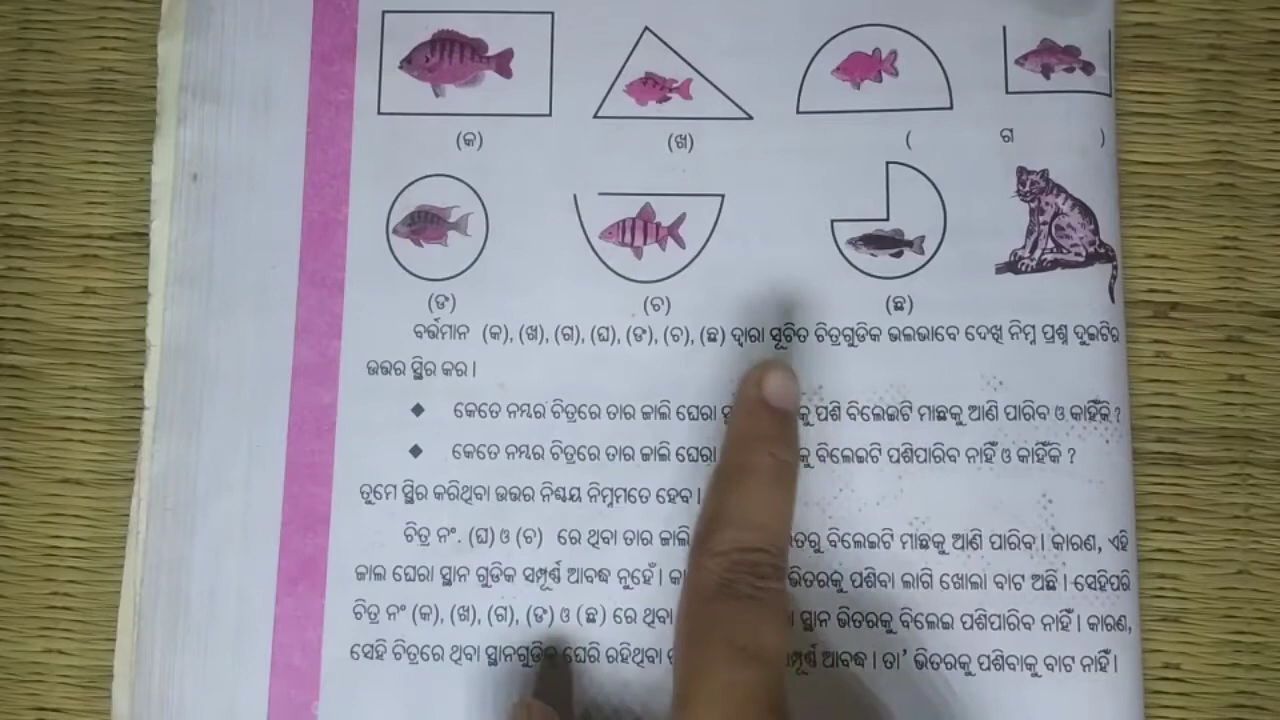 (କ) (ଖ) ( ଗ )
(ଙ) (ଚ) (ଛ)
ବର୍ତ୍ତମାନ (କ), (ଖ), (ଗ), (ଘ), (ଙ), (ଚ), (ଛ) ଦ୍ୱାରା ସୂଚିତ ଚିତ୍ରଗୁଡିକ ଭଲଭାବେ ଦେଖି ନିମ୍ନ ପ୍ରଶ୍ନ ଦୁଇଟିର
ଉତ୍ତର ସ୍ଥିର କର ।
◆ କେତେ ନମ୍ବର ଚିତ୍ରରେ ତାର ଜାଲି ଘେରା କୁ ପଶି ବିଲେଇଟି ମାଛକୁ ଆଣି ପାରିବ ଓ କାହିଁକି ?
◆ କେତେ ନମ୍ବର ଚିତ୍ରରେ ତାର ଜାଲି ଘେରା କୁ ବିଲେଇଟି ପଶିପାରିବ ନାହିଁ ଓ କାହିଁକି ?
ତୁମେ ସ୍ଥିର କରିଥିବା ଉତ୍ତର ନିଶ୍ଚୟ ନିମ୍ନମତେ ହେବ ।
ଚିତ୍ର ନଂ. (ଘ) ଓ (ଚ) ରେ ଥିବା ତାର ଜାଲି ବିଲେଇଟି ମାଛକୁ ଆଣି ପାରିବ । କାରଣ, ଏହି
ଜାଲ ଘେରା ସ୍ଥାନ ଗୁଡିକ ସମ୍ପୂର୍ଣ୍ଣ ଆବଦ୍ଧ ନୁହେଁ । ଭିତରକୁ ପଶିବା ଲାଗି ଖୋଲା ବାଟ ଅଛି । ସେହିପରି
ଚିତ୍ର ନଂ (କ), (ଖ), (ଗ), (ଙ) ଓ (ଛ) ରେ ଥିବା ସ୍ଥାନ ଭିତରକୁ ବିଲେଇ ପଶିପାରିବ ନାହିଁ । କାରଣ,
ସେହି ଚିତ୍ରରେ ଥିବା ସ୍ଥାନଗୁଡିକ ଘେରି ରହିଥିବା ଆବଦ୍ଧ । ତା' ଭିତରକୁ ପଶିବାକୁ ବାଟ ନାହିଁ ।